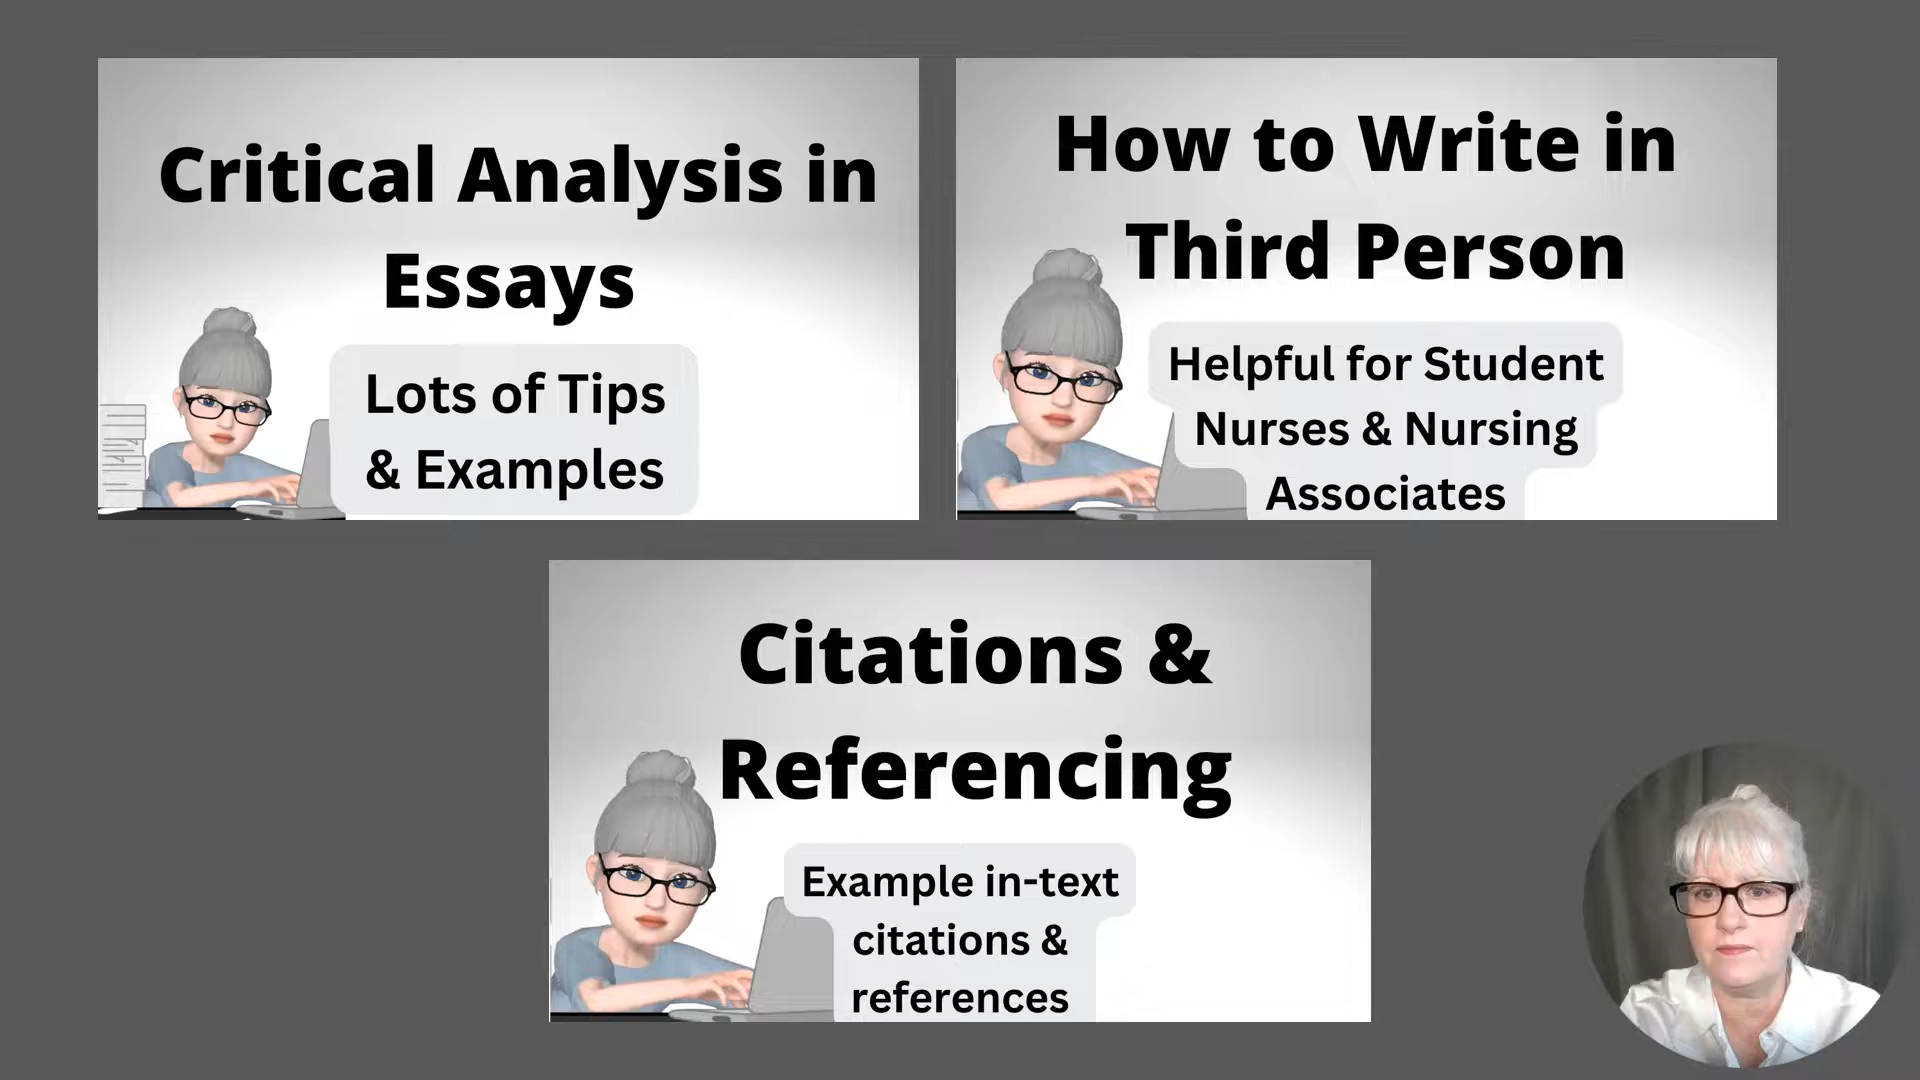 Critical Analysis in
Essays
Lots of Tips
& Examples
How to Write in
Third Person
Helpful for Student
Nurses & Nursing
Associates
Citations &
Referencing
Example in-text
citations &
references